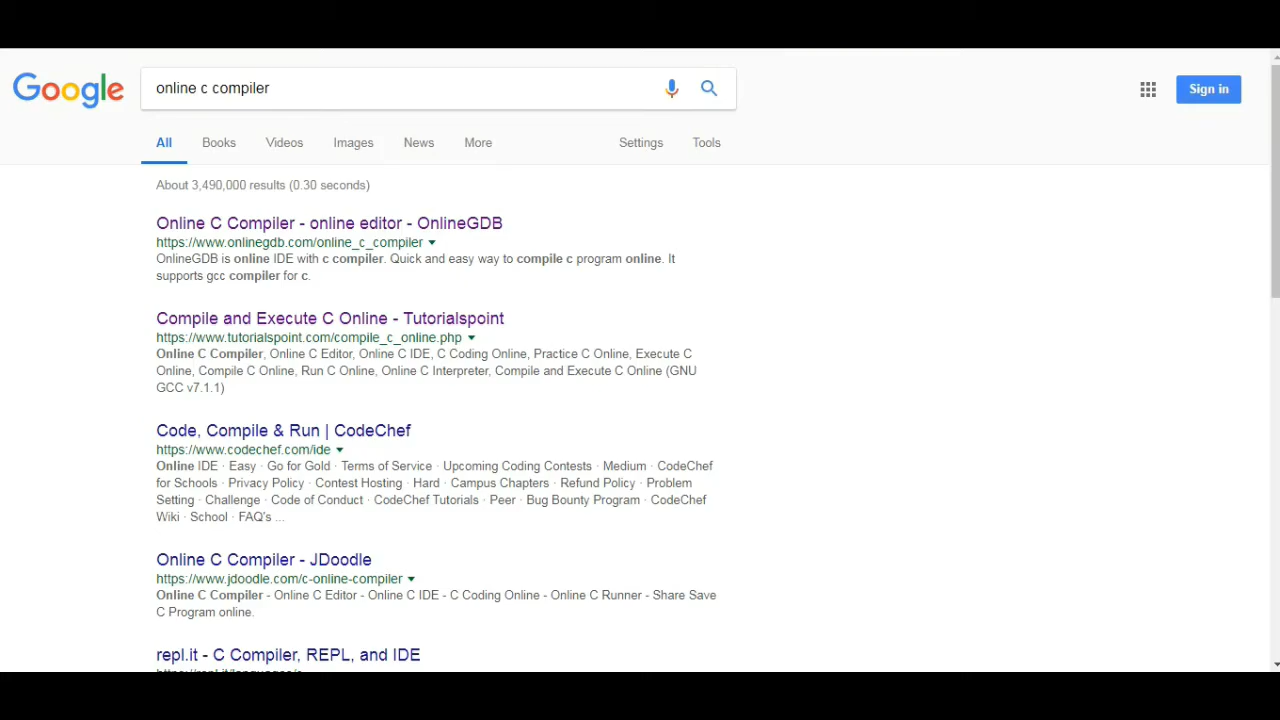 Google
online c compiler
Sign in
All Books Videos Images News More Settings Tools
About 3,490,000 results (0.30 seconds)
Online C Compiler - online editor - OnlineGDB
https://www.onlinegdb.com/online_c_compiler
OnlineGDB is online IDE with c compiler. Quick and easy way to compile c program online. It
supports gcc compiler for c.
Compile and Execute C Online - Tutorialspoint
https://www.tutorialspoint.com/compile_c_online.php
Online C Compiler, Online C Editor, Online C IDE, C Coding Online, Practice C Online, Execute C
Online, Compile C Online, Run C Online, Online C Interpreter, Compile and Execute C Online (GNU
GCC v7.1.1)
Code, Compile & Run | CodeChef
https://www.codechef.com/ide
Online IDE · Easy · Go for Gold · Terms of Service · Upcoming Coding Contests · Medium · CodeChef
for Schools · Privacy Policy · Contest Hosting · Hard · Campus Chapters · Refund Policy · Problem
Setting · Challenge · Code of Conduct · CodeChef Tutorials · Peer · Bug Bounty Program · CodeChef
Wiki · School · FAQ's ...
Online C Compiler - JDoodle
https://www.jdoodle.com/c-online-compiler
Online C Compiler - Online C Editor - Online C IDE - C Coding Online - Online C Runner - Share Save
C Program online.
repl.it - C Compiler, REPL, and IDE